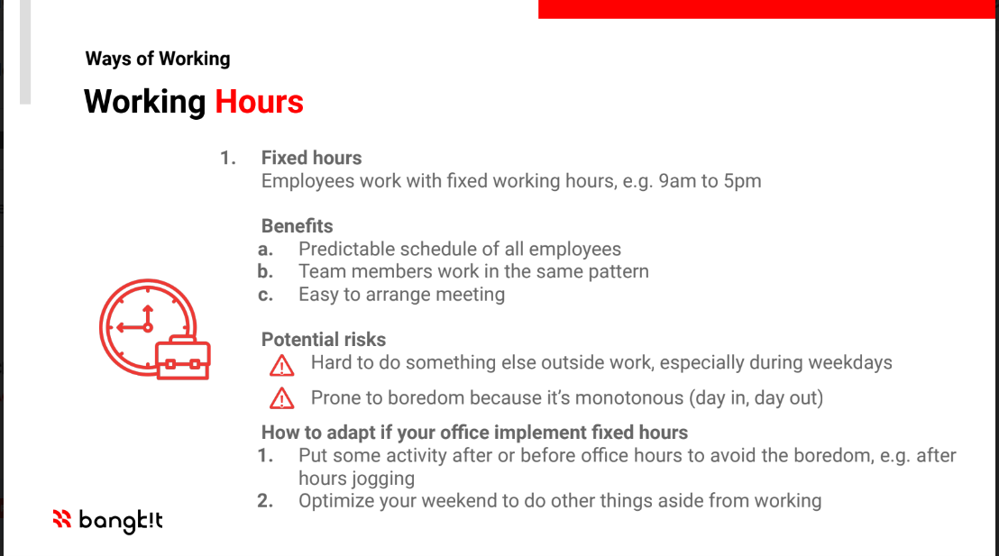 Ways of Working
Working Hours
1. Fixed hours
Employees work with fixed working hours, e.g. 9am to 5pm
Benefits
a. Predictable schedule of all employees
b. Team members work in the same pattern
c. Easy to arrange meeting
Potential risks
Hard to do something else outside work, especially during weekdays
Prone to boredom because it’s monotonous (day in, day out)
How to adapt if your office implement fixed hours
1. Put some activity after or before office hours to avoid the boredom, e.g. after
hours jogging
2. Optimize your weekend to do other things aside from working
bangk!t